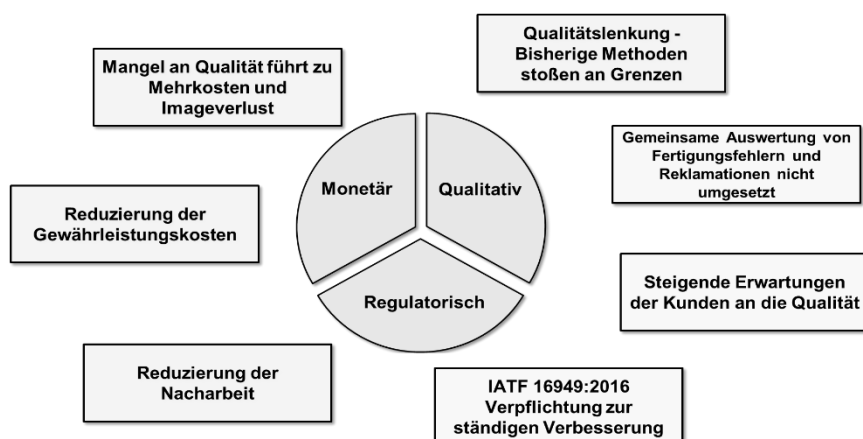 Qualitätslenkung -
Bisherige Methoden
stoßen an Grenzen
Mangel an Qualität führt zu
Mehrkosten und
Imageverlust
Gemeinsame Auswertung von
Fertigungsfehlern und
Reklamationen nicht
umgesetzt
Monetär
Qualitativ
Reduzierung der
Gewährleistungskosten
Steigende Erwartungen
der Kunden an die Qualität
Regulatorisch
Reduzierung der
Nacharbeit
IATF 16949:2016
Verpflichtung zur
ständigen Verbesserung